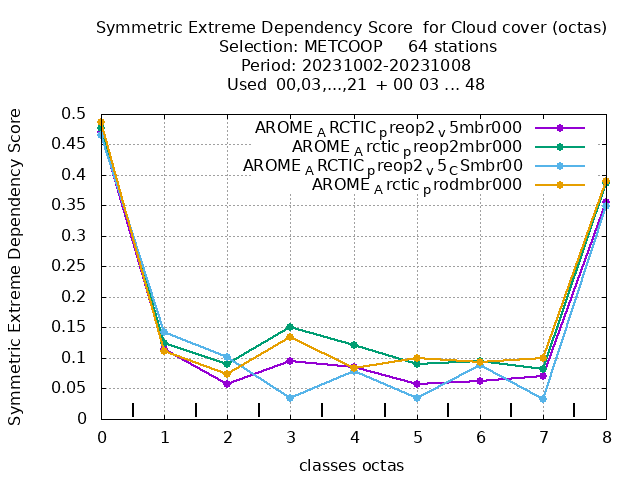 Symmetric Extreme Dependency Score for Cloud cover (octas)
Selection: METCOOP 64 stations
Period: 20231002-20231008
Used 00,03,...,21 + 00 03 ... 48
Symmetric Extreme Dependency Score
0.5
0.45
0.4
0.35
0.3
0.25
0.2
0.15
0.1
0.05
0
AROME_ARCTIC_preop2_v5mbr000
AROME_Arctic_preop2mbr000
AROME_ARCTIC_preop2_v5_CSmbr00
AROME_Arctic_prodmbr000
0 1 2 3 4 5 6 7 8
classes octas